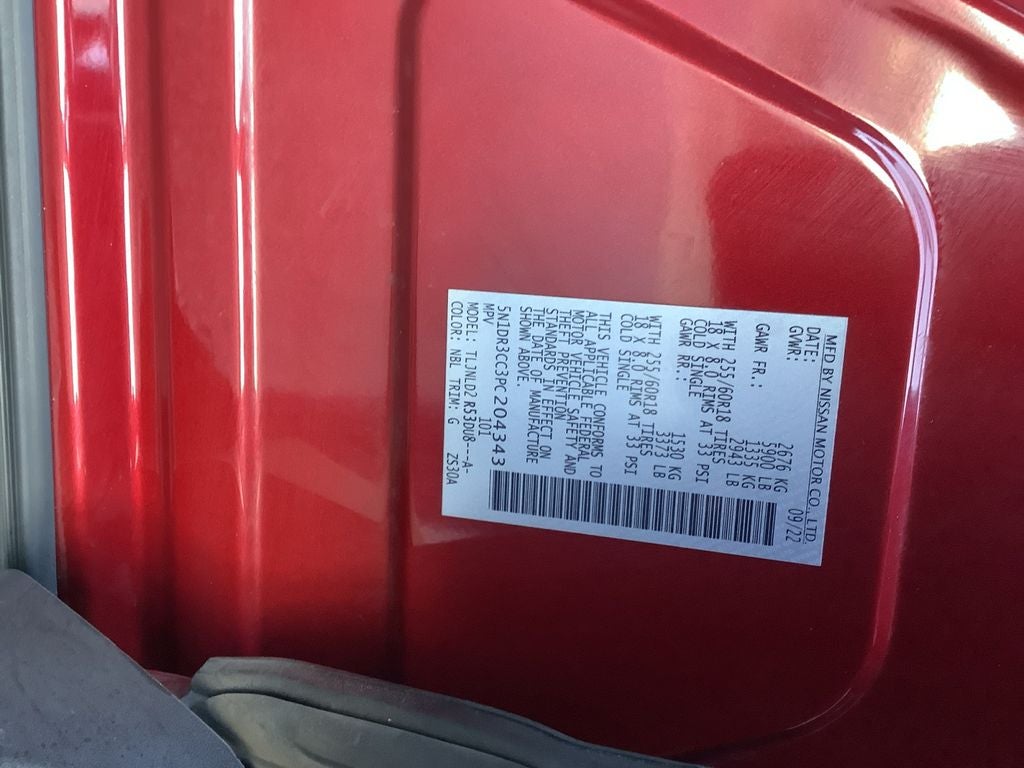 MFD BY NISSAN MOTOR CO., LTD.
DATE: 09/22
GVWR: 2676 KG
5900 LB
GAWR FR.: 1335 KG
2943 LB
WITH 255/60R18 TIRES
18 X 8.0 RIMS AT 33 PSI
COLD SINGLE
GAWR RR.: 1530 KG
3373 LB
WITH 255/60R18 TIRES
18 X 8.0 RIMS AT 33 PSI
COLD SINGLE
THIS VEHICLE CONFORMS TO
ALL APPLICABLE FEDERAL
MOTOR VEHICLE SAFETY AND
THEFT PREVENTION
STANDARDS IN EFFECT ON
THE DATE OF MANUFACTURE
SHOWN ABOVE.
5N1DR3CC3PC204343
MPV 101
MODEL: TLJNLD2 R53DU8---A-
COLOR: NBL TRIM: G ZS30A